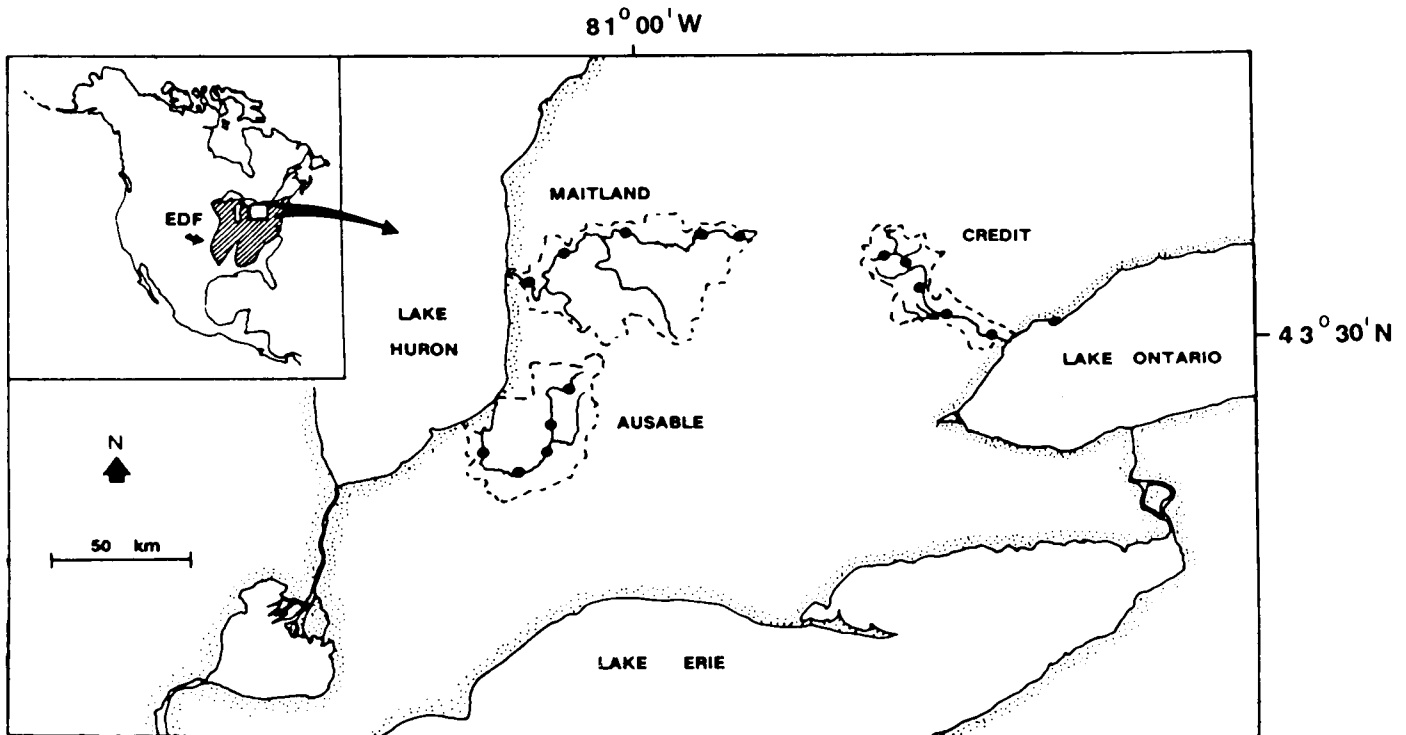 81° 00' W
MAITLAND
CREDIT
EDF
LAKE
HURON
43° 30' N
LAKE ONTARIO
AUSABLE
N
50 km
LAKE ERIE